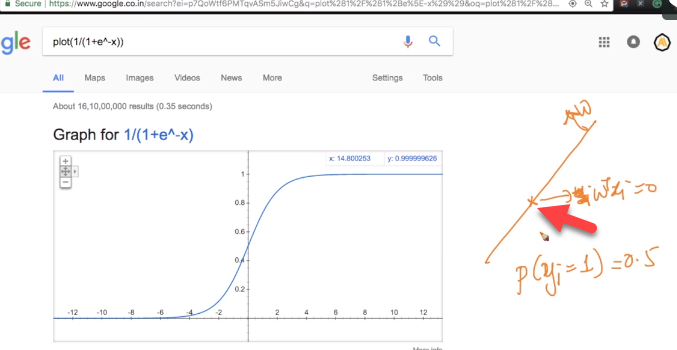 Secure | https://www.google.co.in/search?ei=p7QoWtf6PMTqvASm5JiwCg&q=plot%281%2F%281%2Be%5E-x%29%29&oq=plot%281%2F%28...
gle
plot(1/(1+e^-x))
All Maps Images Videos News More Settings Tools
About 16,10,00,000 results (0.35 seconds)
Graph for 1/(1+e^-x)
x: 14.800253 y: 0.999999626
1
0.8
0.6
0.4
0.2
-12 -10 -8 -6 -4 -2 2 4 6 8 10 12
More info
wᵀxᵢ=0
P(yᵢ=1)=0.5